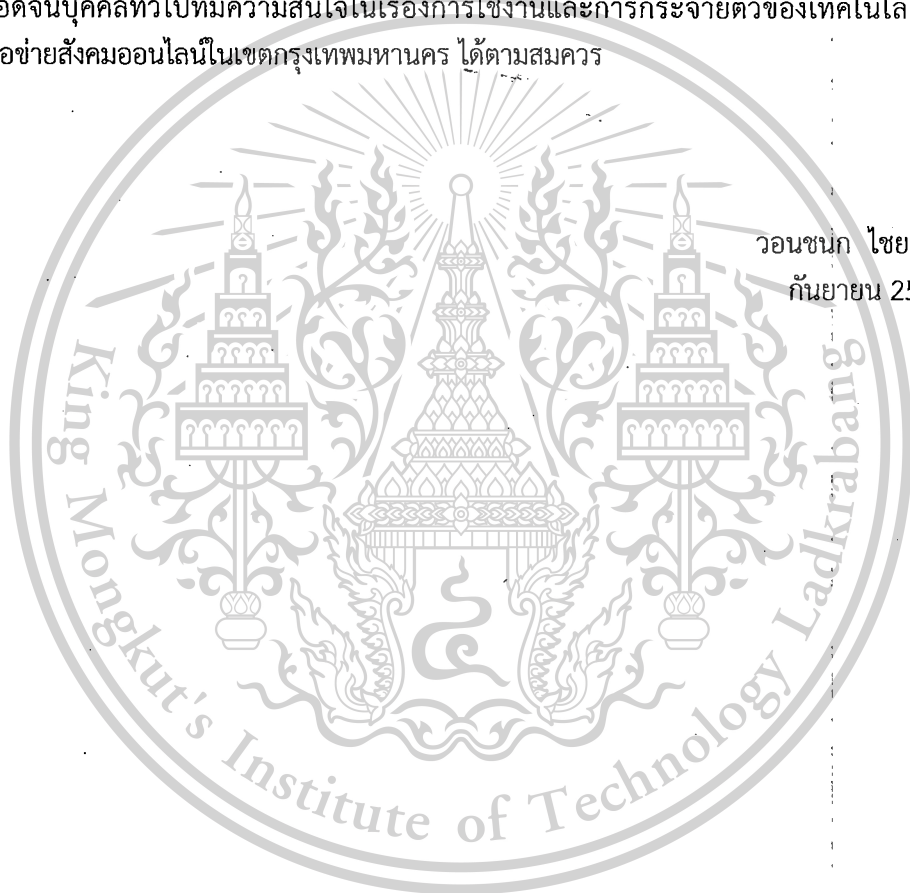 อดจนบุคคลทั่วไปที่มีความสนใจในเรื่องการใช้งานและการกระจายตัวของเทคโนโล
อข่ายสังคมออนไลน์ในเขตกรุงเทพมหานคร ได้ตามสมควร
วอนชนก ไชย
กันยายน 25
King Mongkut's Institute of Technology Ladkrabang